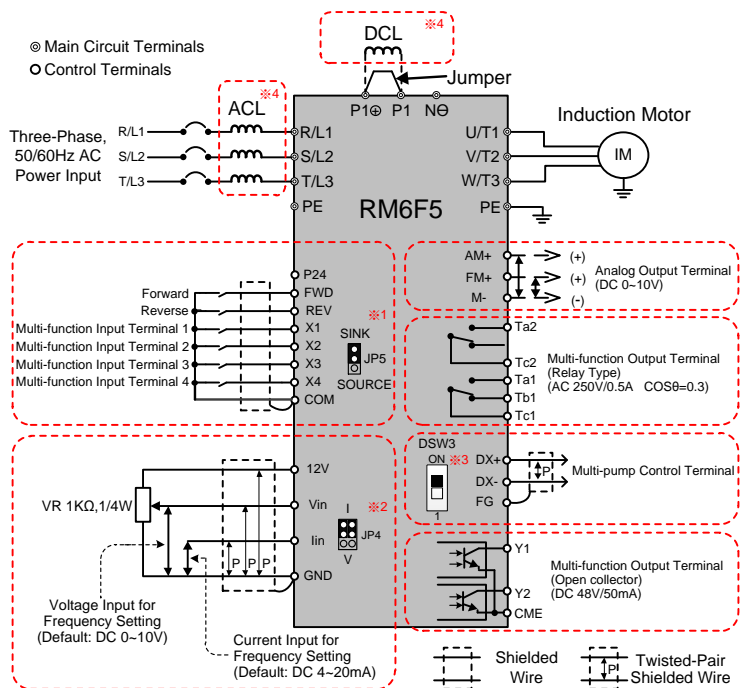 ◎ Main Circuit Terminals
O Control Terminals
DCL
※4
Jumper
ACL
※4
P1⊕ P1 N⊖
Induction Motor
Three-Phase,
50/60Hz AC
Power Input
R/L1
S/L2
T/L3
R/L1
S/L2
T/L3
PE
U/T1
V/T2
W/T3
PE
IM
RM6F5
P24
FWD
REV
X1
X2
X3
X4
COM
Forward
Reverse
Multi-function Input Terminal 1
Multi-function Input Terminal 2
Multi-function Input Terminal 3
Multi-function Input Terminal 4
※1
SINK
JP5
SOURCE
AM+
FM+
M-
(+)
(+)
(-)
Analog Output Terminal
(DC 0~10V)
Ta2
Tc2
Ta1
Tb1
Tc1
Multi-function Output Terminal
(Relay Type)
(AC 250V/0.5A COSθ=0.3)
DSW3
ON ※3
1
DX+
DX-
FG
P
Multi-pump Control Terminal
12V
Vin
Iin
GND
VR 1KΩ,1/4W
P P P
※2
I
JP4
V
Voltage Input for
Frequency Setting
(Default: DC 0~10V)
Current Input for
Frequency Setting
(Default: DC 4~20mA)
Y1
Y2
CME
Multi-function Output Terminal
(Open collector)
(DC 48V/50mA)
Shielded
Wire
P
Twisted-Pair
Shielded Wire